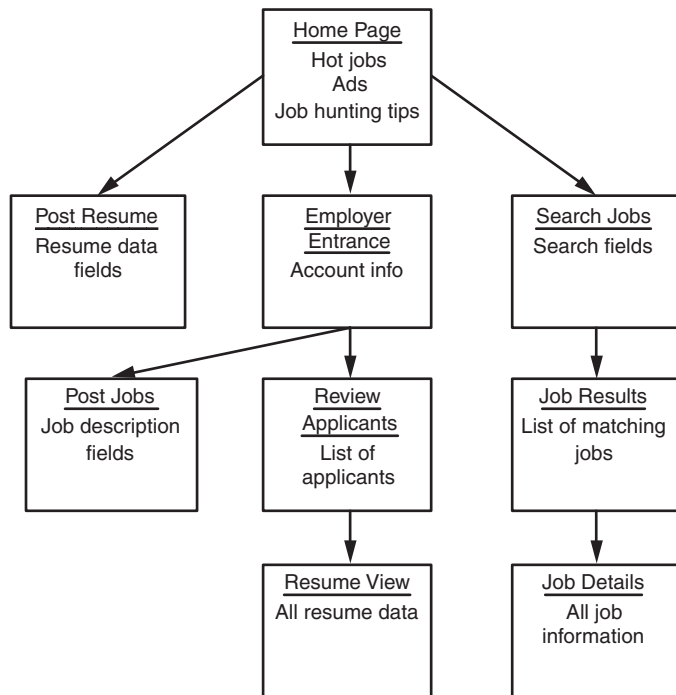 Home Page
Hot jobs
Ads
Job hunting tips
Post Resume
Resume data
fields
Employer
Entrance
Account info
Search Jobs
Search fields
Post Jobs
Job description
fields
Review
Applicants
List of
applicants
Job Results
List of matching
jobs
Resume View
All resume data
Job Details
All job
information